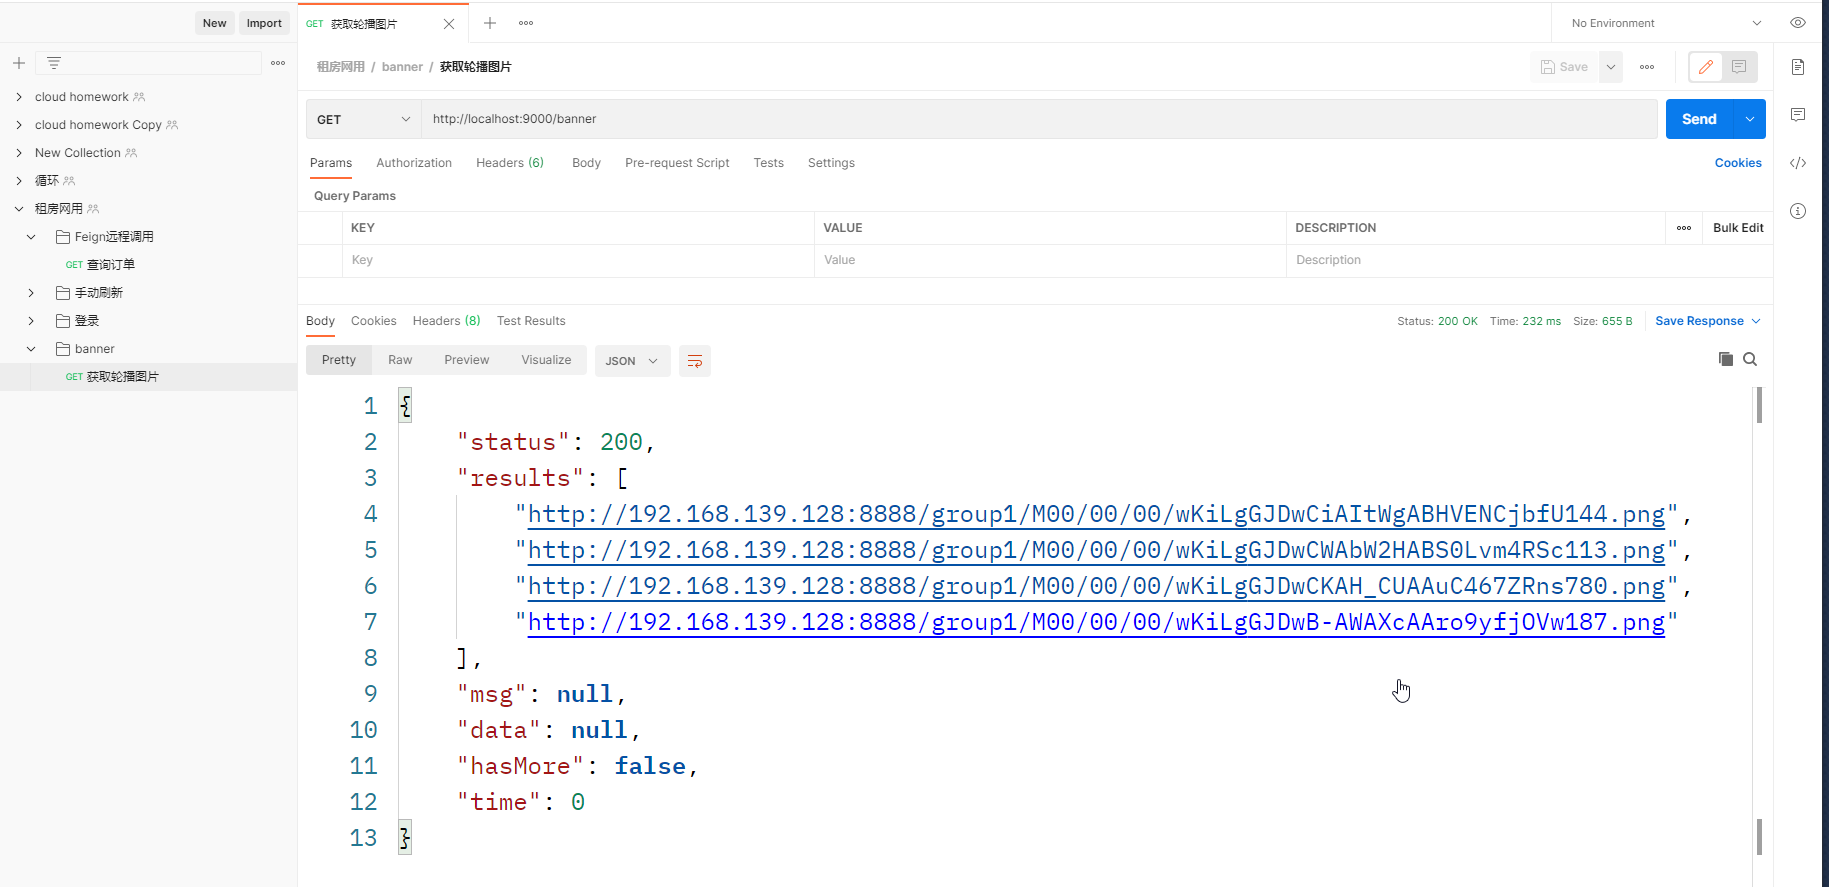 New Import
GET 获取轮播图片
No Environment
租房网用 / banner / 获取轮播图片
Save
cloud homework
cloud homework Copy
New Collection
循环
租房网用
Feign远程调用
GET 查询订单
手动刷新
登录
banner
GET 获取轮播图片
GET http://localhost:9000/banner Send
Params Authorization Headers (6) Body Pre-request Script Tests Settings Cookies
Query Params
KEY VALUE DESCRIPTION Bulk Edit
Key Value Description
Body Cookies Headers (8) Test Results Status: 200 OK Time: 232 ms Size: 655 B Save Response
Pretty Raw Preview Visualize JSON
1 {
2 "status": 200,
3 "results": [
4 "http://192.168.139.128:8888/group1/M00/00/00/wKiLgGJDwCiAItWgABHVENCjbfU144.png",
5 "http://192.168.139.128:8888/group1/M00/00/00/wKiLgGJDwCWAbW2HABS0Lvm4RSc113.png",
6 "http://192.168.139.128:8888/group1/M00/00/00/wKiLgGJDwCKAH_CUAAuC467ZRns780.png",
7 "http://192.168.139.128:8888/group1/M00/00/00/wKiLgGJDwB-AWAXcAAro9yfjOVw187.png"
8 ],
9 "msg": null,
10 "data": null,
11 "hasMore": false,
12 "time": 0
13 }